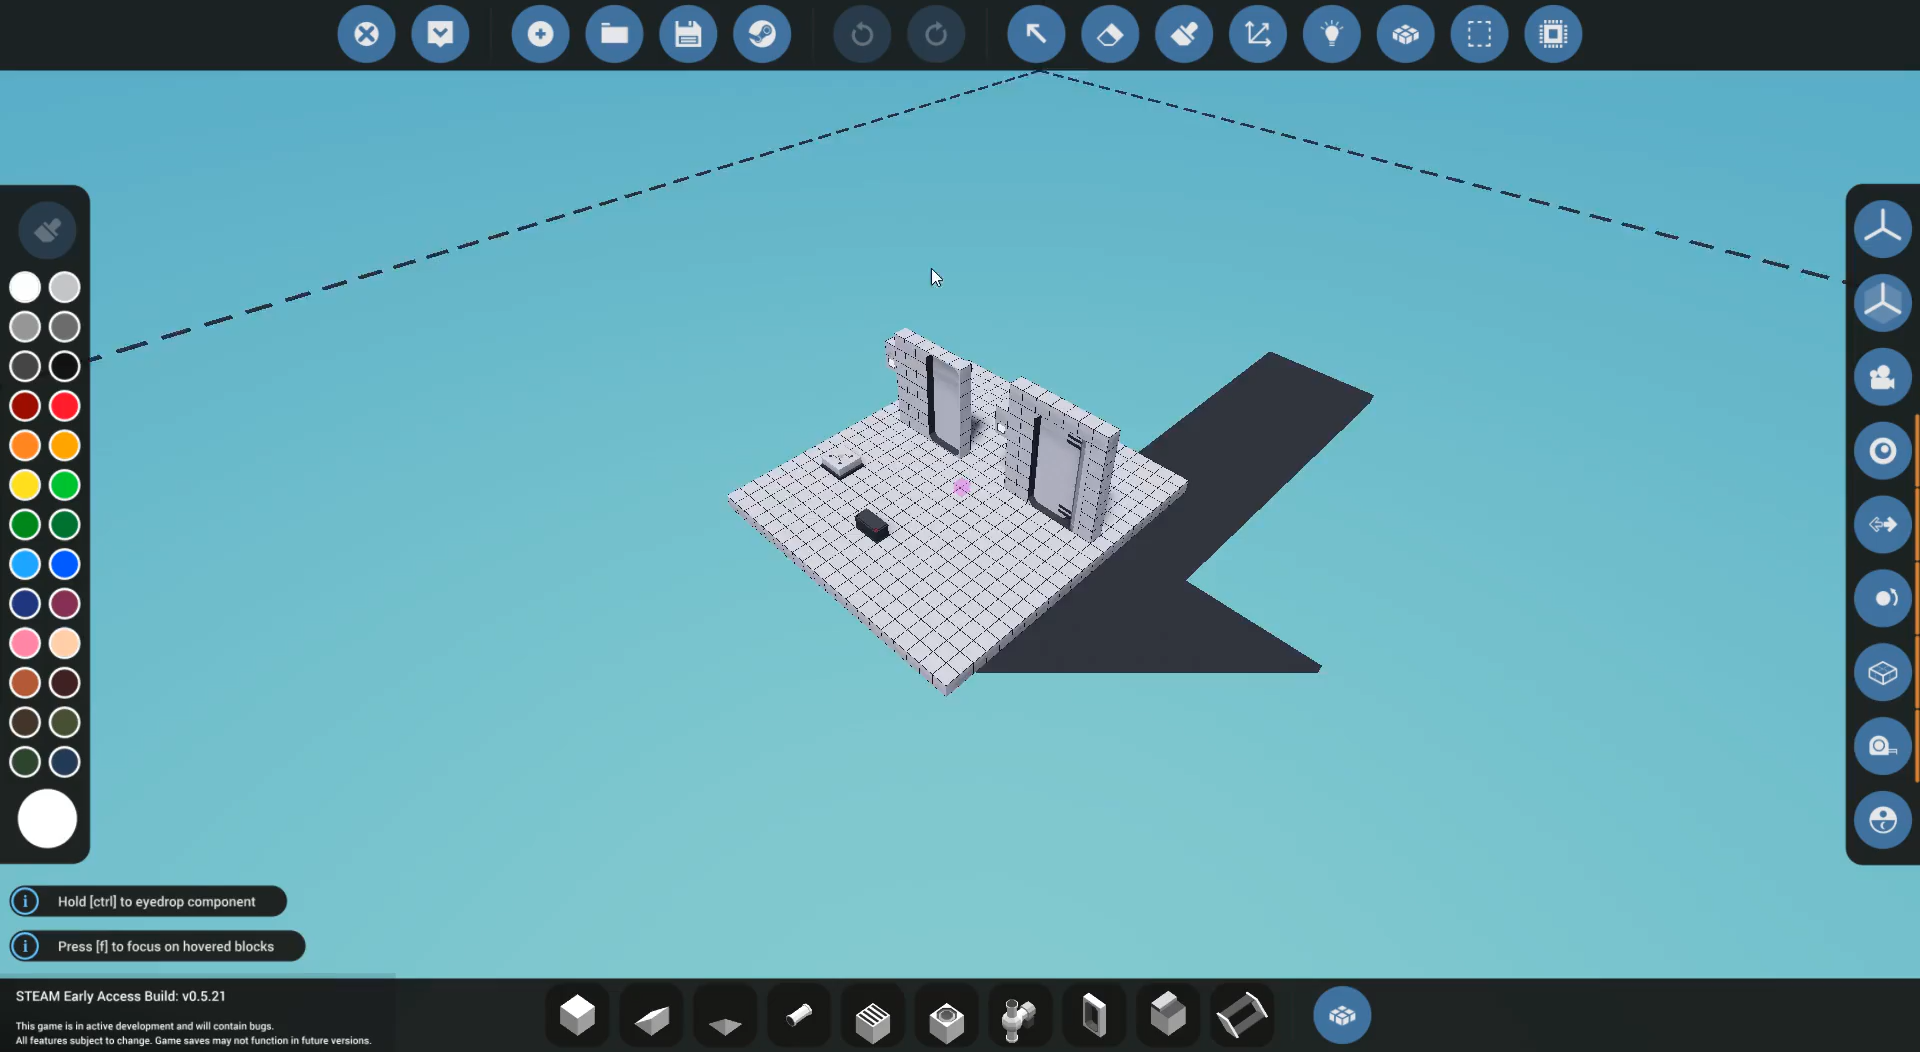 Hold [ctrl] to eyedrop component
Press [f] to focus on hovered blocks
STEAM Early Access Build: v0.5.21
This game is in active development and will contain bugs.
All features subject to change. Game saves may not function in future versions.